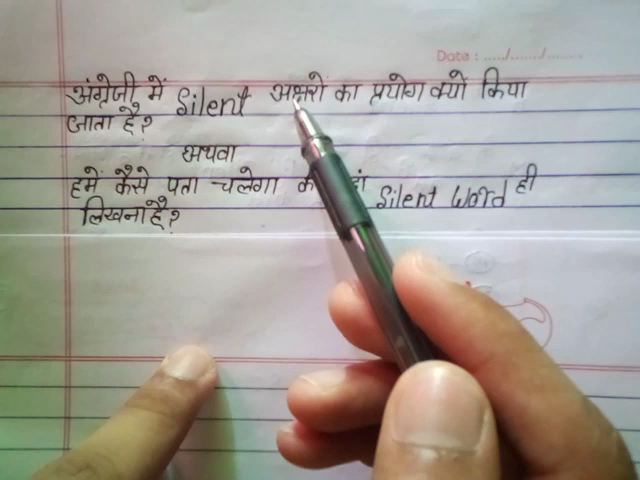 Date : ..../......./.......
अंग्रेजी में Silent अक्षरो का प्रयोग क्यों किया
जाता है?
अथवा
हमें कैसे पता चलेगा Silent Word ही
लिखना है?